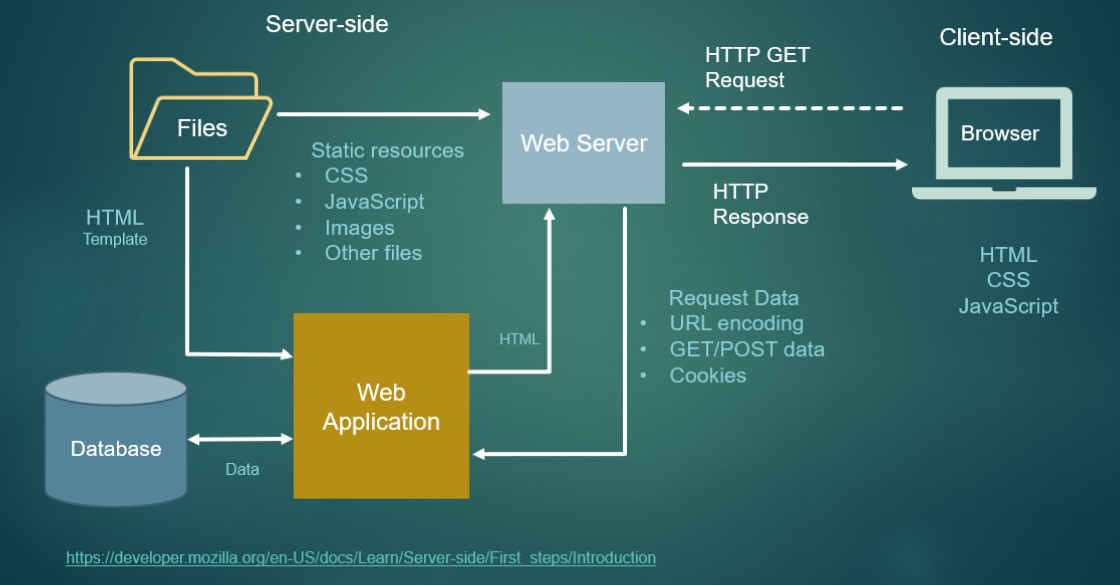 Server-side
Client-side
HTTP GET
Request
Files
Web Server
Browser
Static resources
• CSS
• JavaScript
• Images
• Other files
HTTP
Response
HTML
Template
HTML
CSS
JavaScript
Request Data
• URL encoding
• GET/POST data
• Cookies
HTML
Web
Application
Database
Data
https://developer.mozilla.org/en-US/docs/Learn/Server-side/First_steps/Introduction